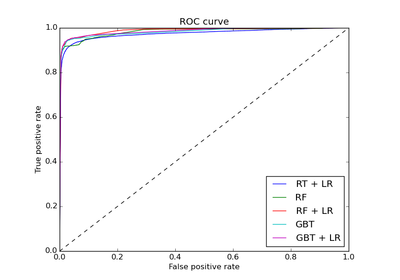 ROC curve
True positive rate
1.0
0.8
0.6
0.4
0.2
0.0
0.0 0.2 0.4 0.6 0.8 1.0
False positive rate
RT + LR
RF
RF + LR
GBT
GBT + LR